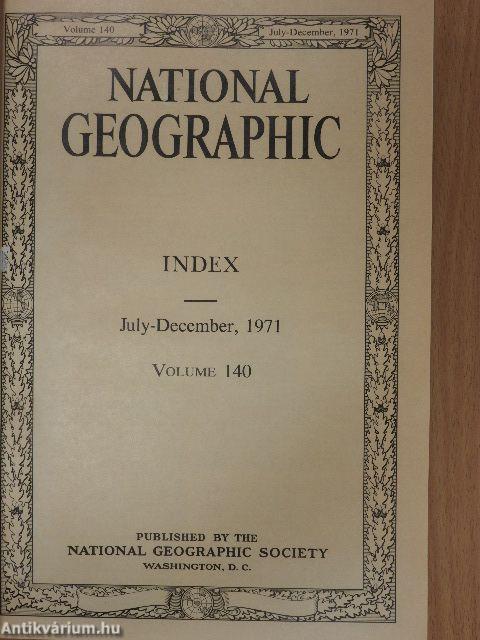 Volume 140 July-December, 1971
NATIONAL
GEOGRAPHIC
INDEX
July-December, 1971
VOLUME 140
PUBLISHED BY THE
NATIONAL GEOGRAPHIC SOCIETY
WASHINGTON, D. C.
Antikvárium.hu